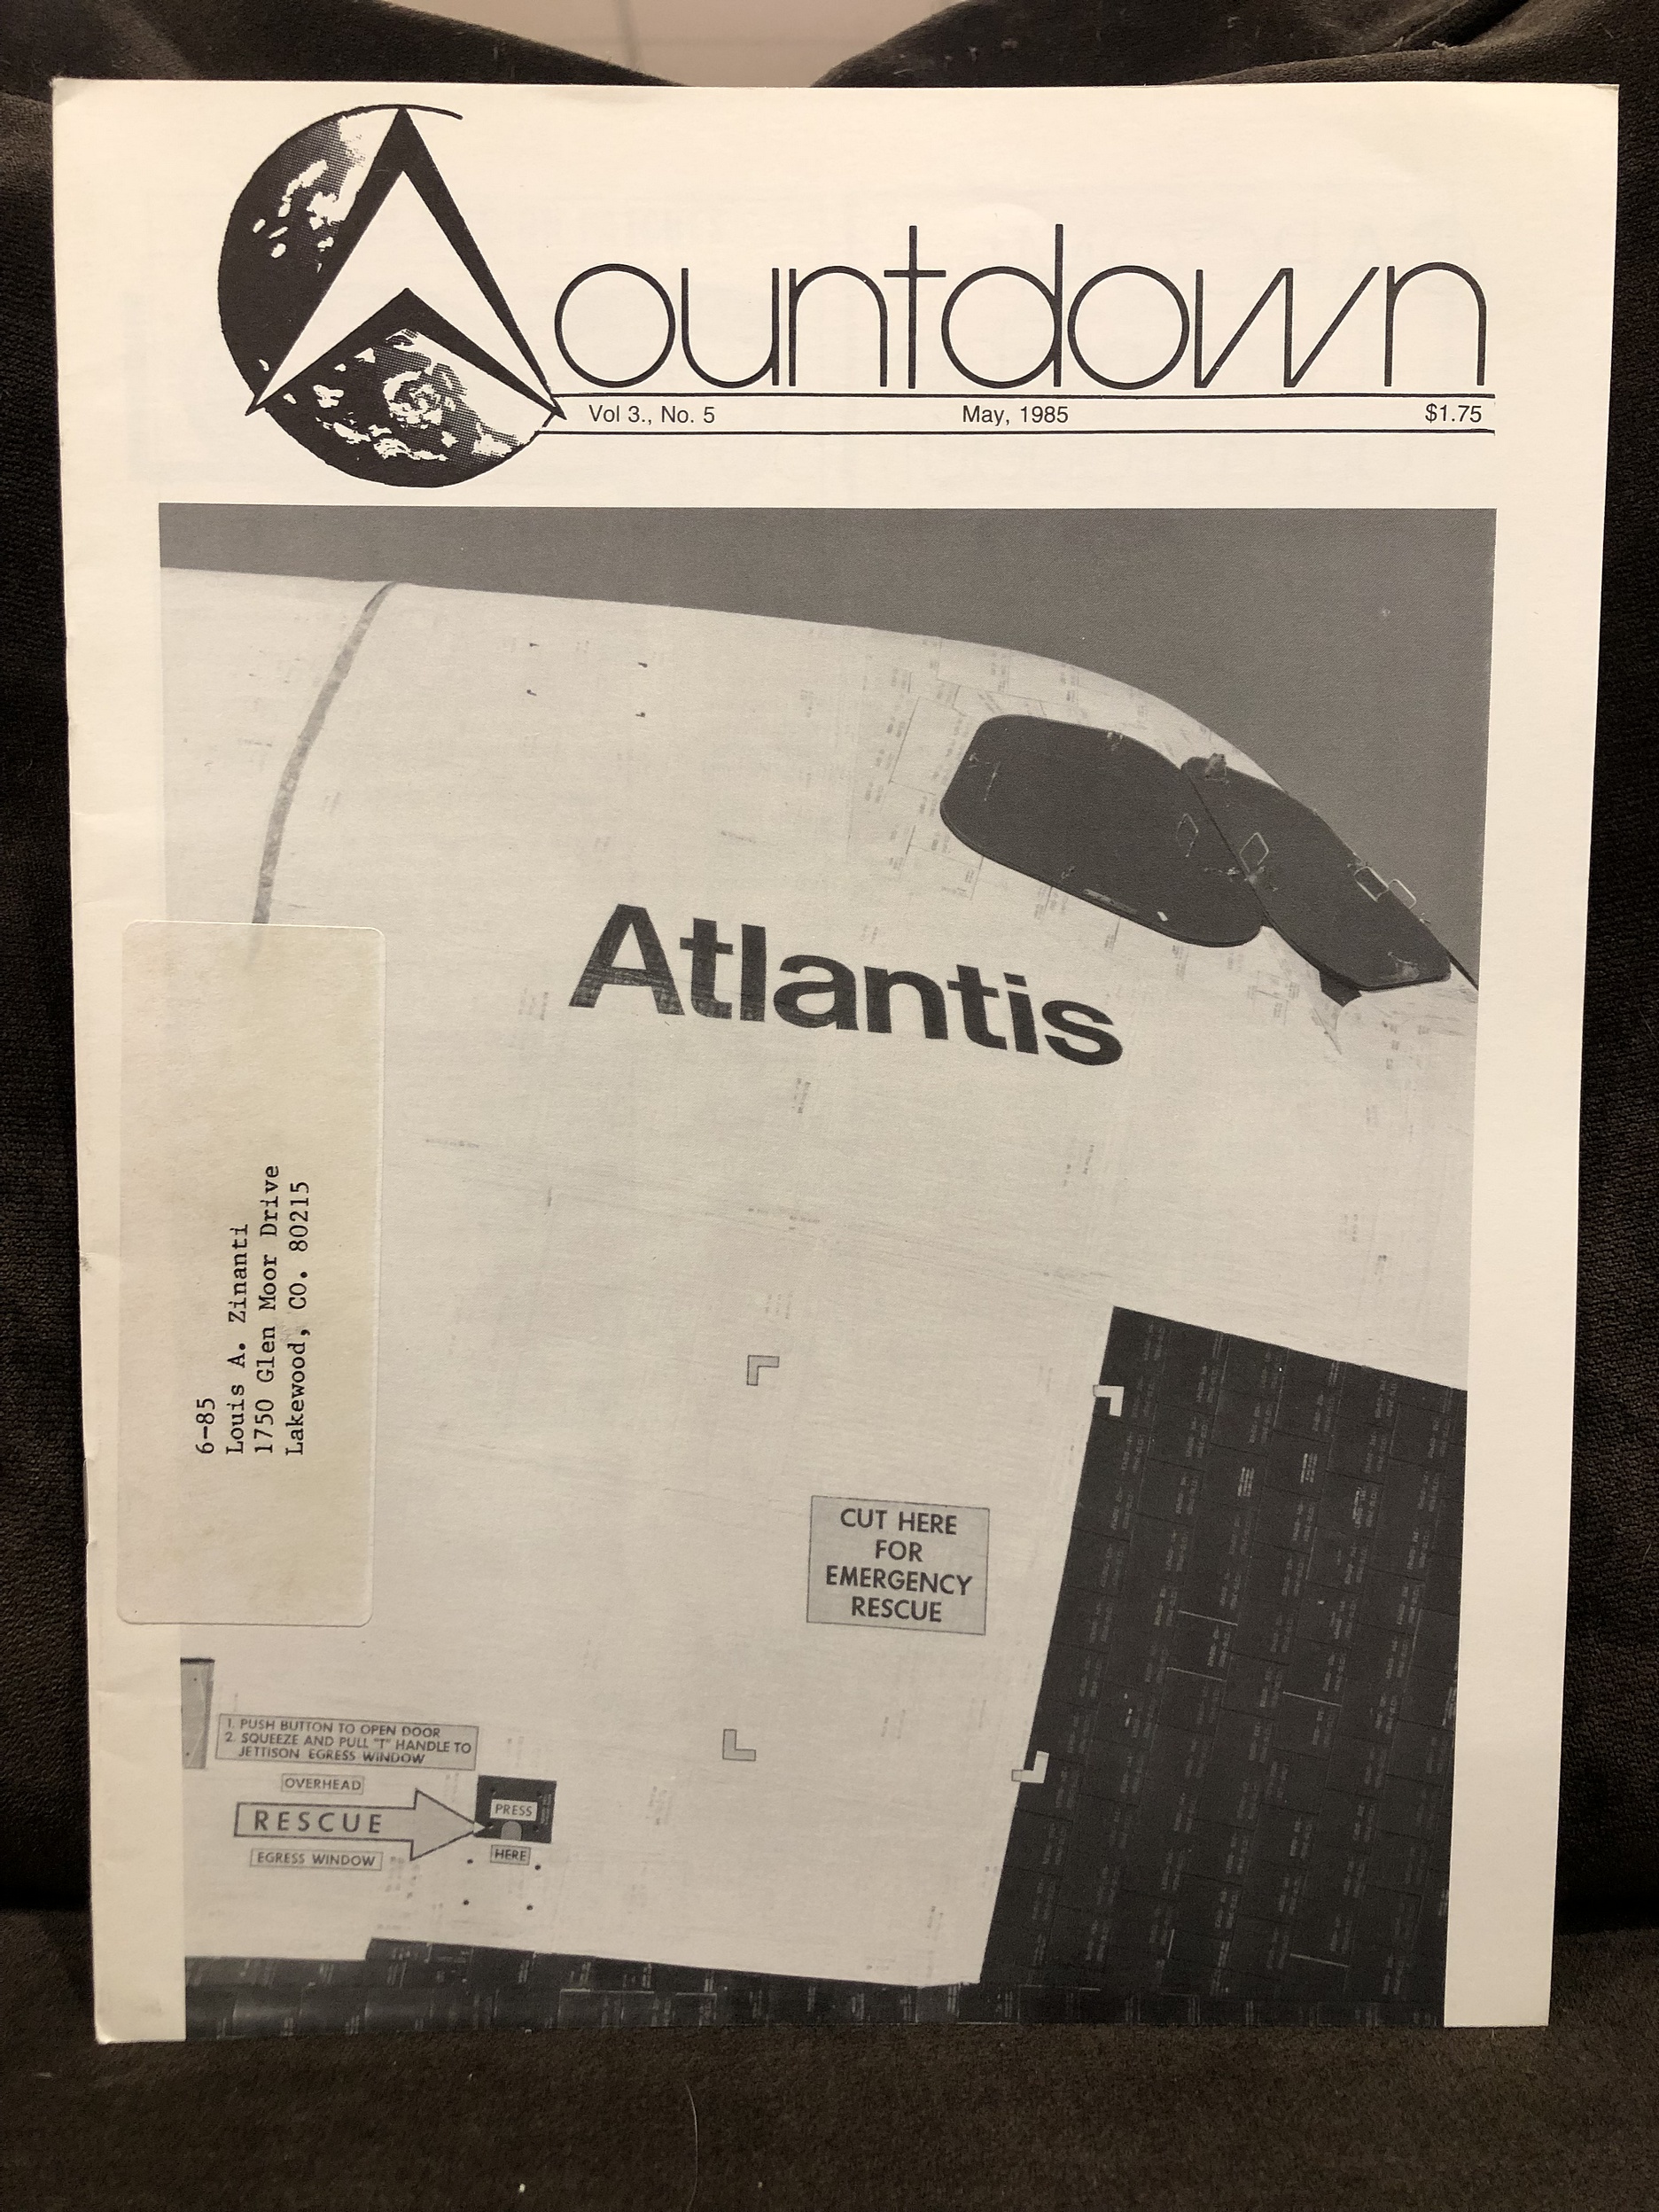 Countdown
Vol 3., No. 5 May, 1985 $1.75
Atlantis
6-85
Louis A. Zinanti
1750 Glen Moor Drive
Lakewood, CO. 80215
CUT HERE
FOR
EMERGENCY
RESCUE
1. PUSH BUTTON TO OPEN DOOR
2. SQUEEZE AND PULL "T" HANDLE TO
JETTISON EGRESS WINDOW
OVERHEAD
RESCUE
EGRESS WINDOW
PRESS
HERE